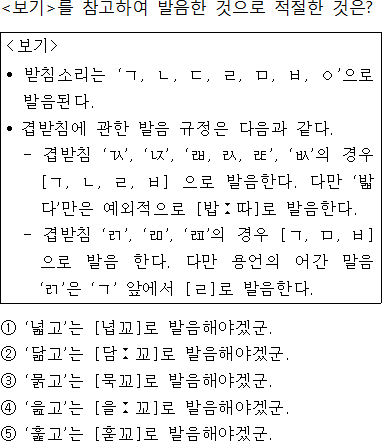 <보기>를 참고하여 발음한 것으로 적절한 것은?
<보기>
• 받침소리는 ‘ㄱ, ㄴ, ㄷ, ㄹ, ㅁ, ㅂ, ㅇ’으로
발음된다.
• 겹받침에 관한 발음 규정은 다음과 같다.
- 겹받침 ‘ㄳ’, ‘ㄵ’, ‘ㄼ, ㄽ, ㄾ’, ‘ㅄ’의 경우
[ㄱ, ㄴ, ㄹ, ㅂ] 으로 발음한다. 다만 ‘밟
다’만은 예외적으로 [밥ː따]로 발음한다.
- 겹받침 ‘ㄺ’, ‘ㄻ’, ‘ㄿ’의 경우 [ㄱ, ㅁ, ㅂ]
으로 발음 한다. 다만 용언의 어간 말음
‘ㄺ’은 ‘ㄱ’ 앞에서 [ㄹ]로 발음한다.
① ‘넓고’는 [넙꼬]로 발음해야겠군.
② ‘닮고’는 [담ː꼬]로 발음해야겠군.
③ ‘묽고’는 [묵꼬]로 발음해야겠군.
④ ‘읊고’는 [을ː꼬]로 발음해야겠군.
⑤ ‘훑고’는 [훋꼬]로 발음해야겠군.